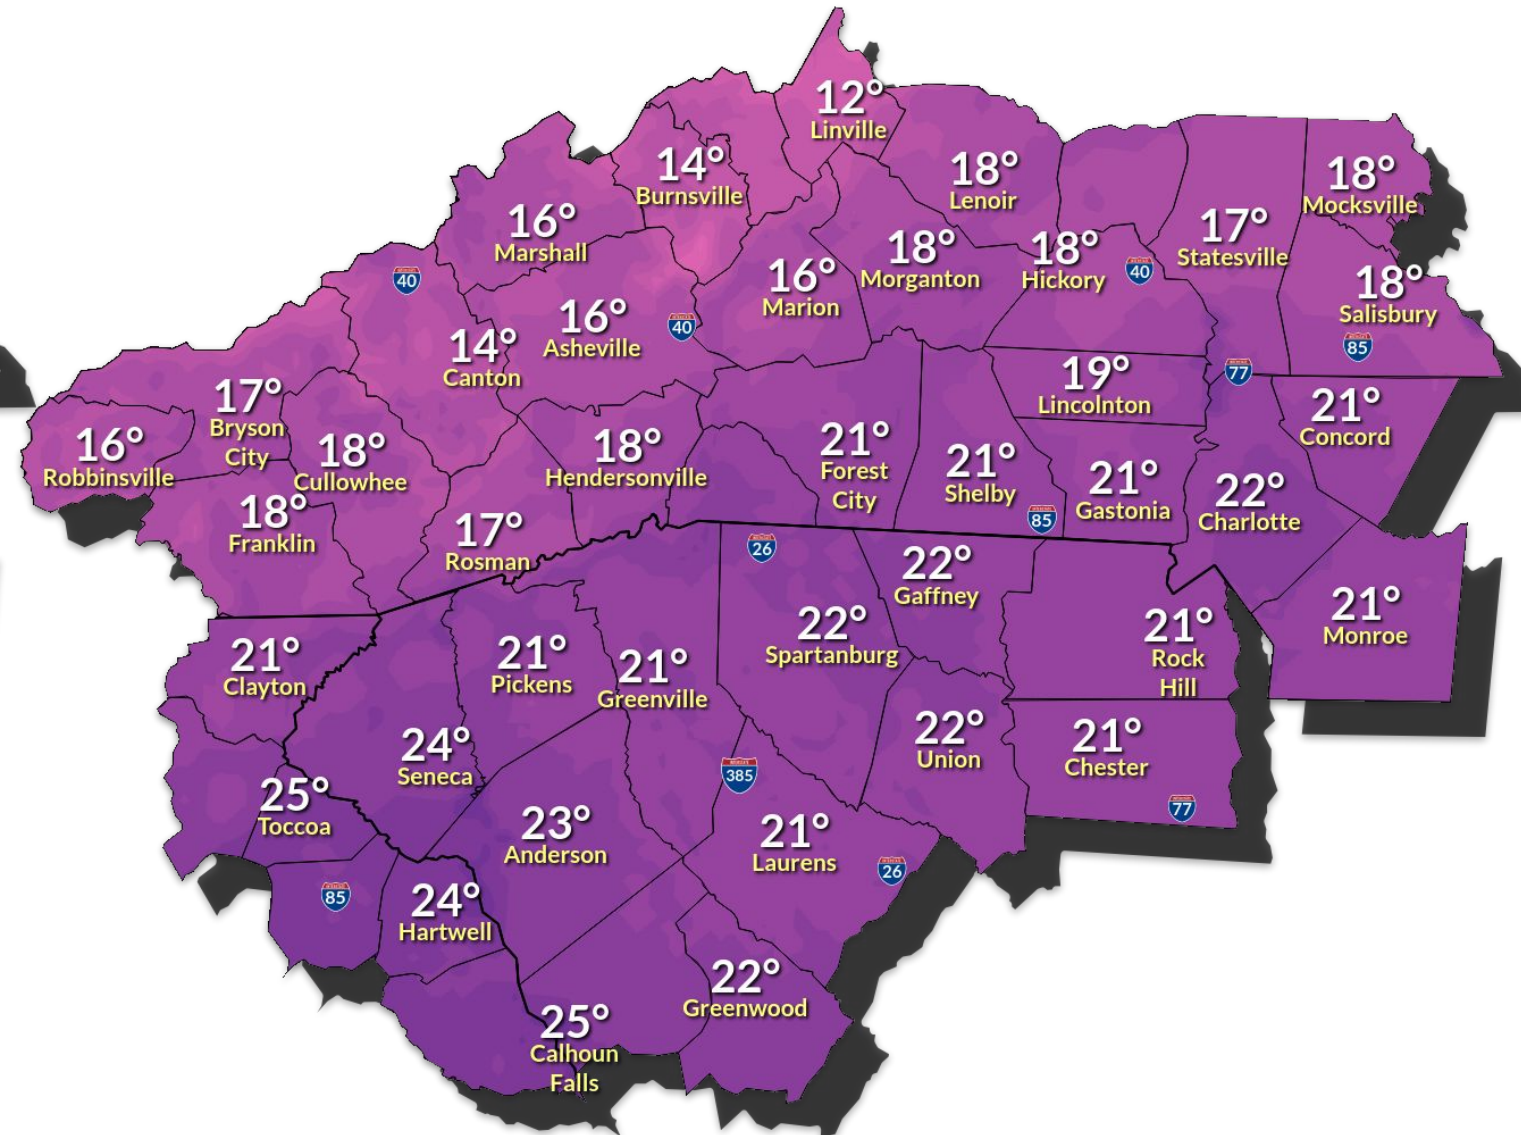 12°
Linville
14°
Burnsville
18°
Lenoir
18°
Mocksville
16°
Marshall
18°
Morganton
18°
Hickory
40
17°
Statesville
40
16°
Marion
18°
Salisbury
85
16°
Asheville
40
14°
Canton
77
19°
Lincolnton
17°
Bryson
City
21°
Concord
16°
Robbinsville
18°
Cullowhee
18°
Hendersonville
21°
Forest
City
21°
Shelby
85
21°
Gastonia
22°
Charlotte
18°
Franklin
17°
Rosman
26
22°
Gaffney
21°
Monroe
21°
Clayton
21°
Pickens
21°
Greenville
22°
Spartanburg
21°
Rock
Hill
24°
Seneca
385
22°
Union
21°
Chester
77
25°
Toccoa
23°
Anderson
21°
Laurens
26
85
24°
Hartwell
22°
Greenwood
25°
Calhoun
Falls